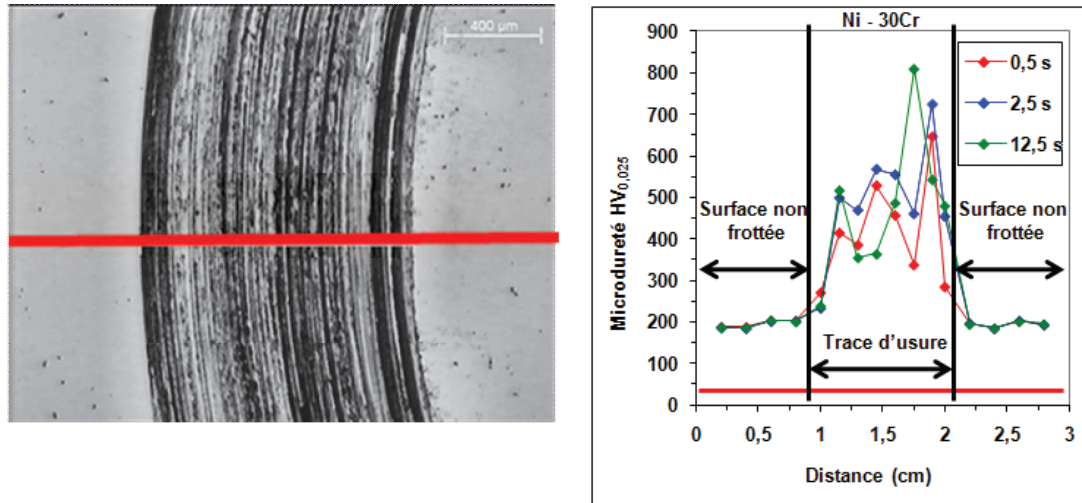 400 µm
Ni - 30Cr
900
800
700
600
500
400
300
200
100
0
Microdureté HV0,025
0,5 s
2,5 s
12,5 s
Surface non
frottée
Surface non
frottée
Trace d'usure
0
0,5
1
1,5
2
2,5
3
Distance (cm)